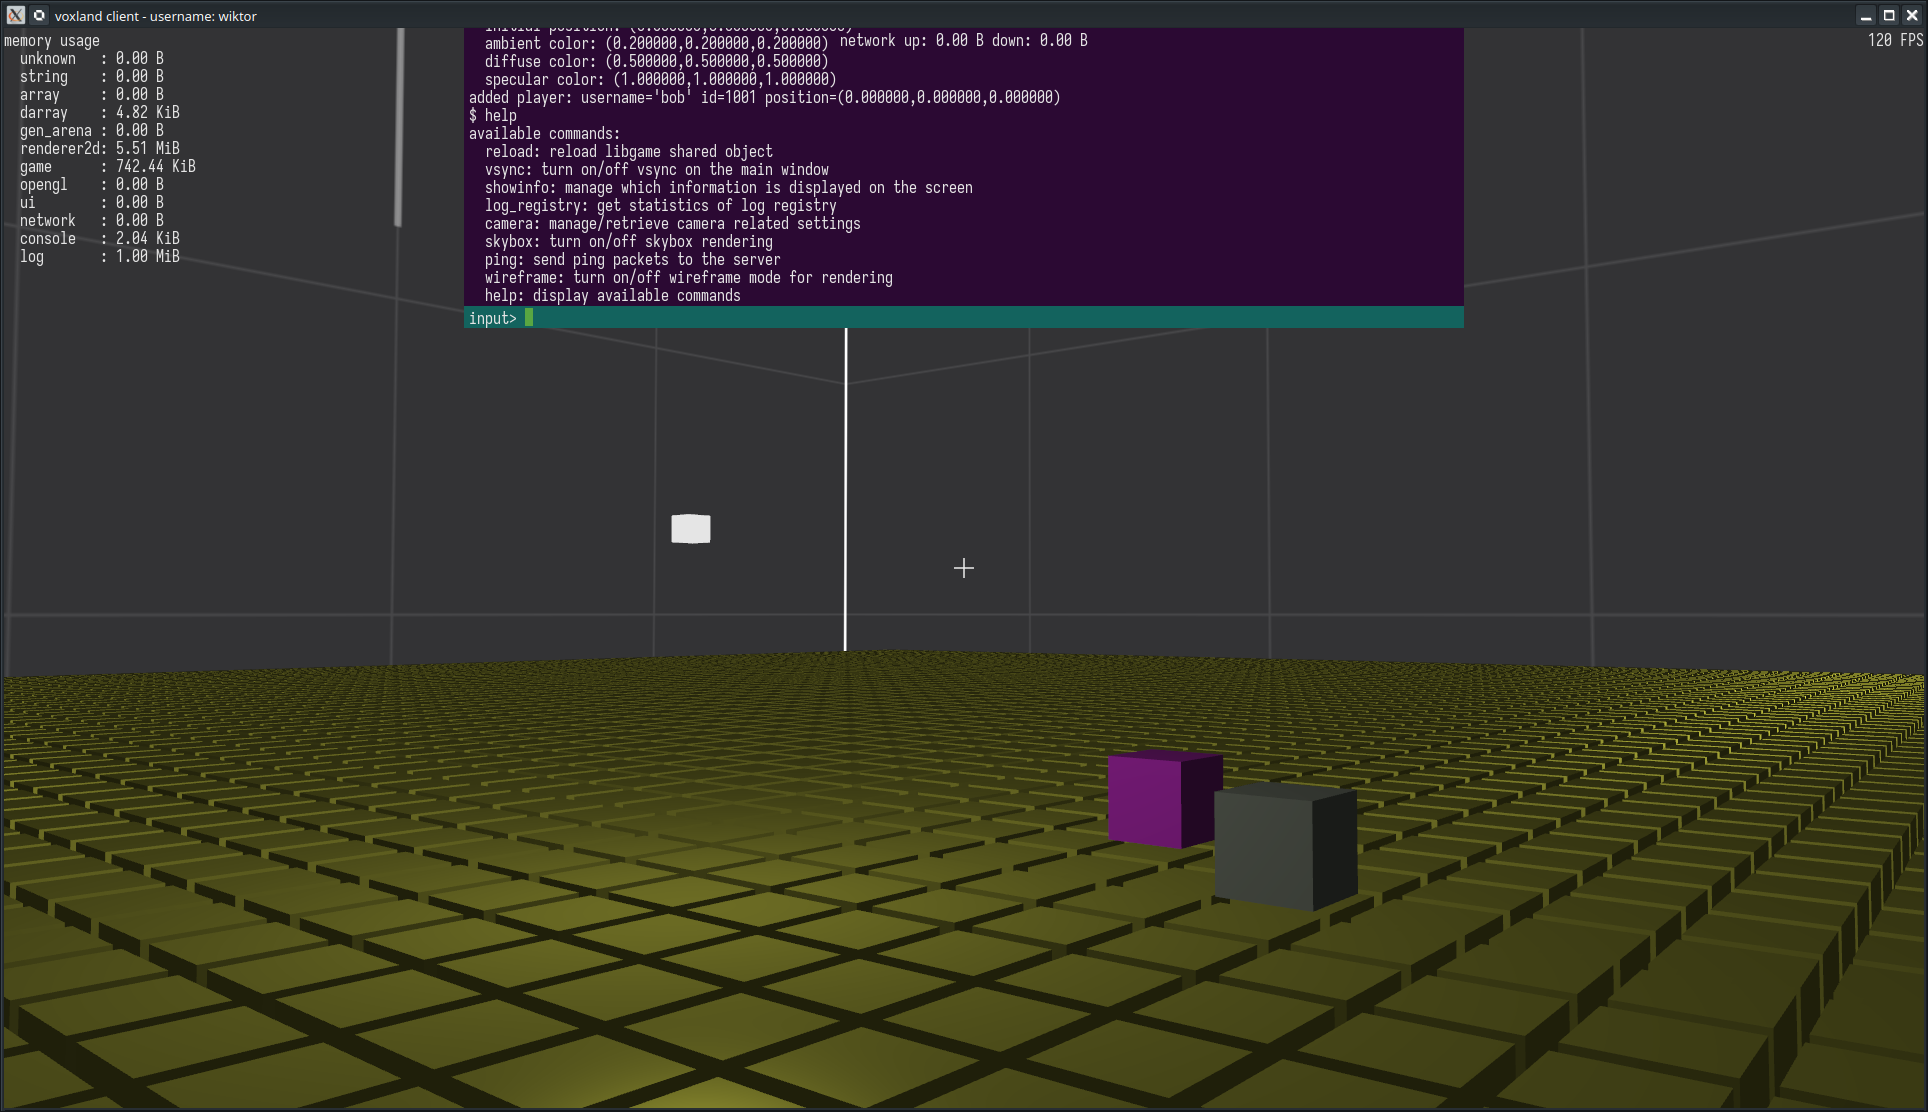 voxland client - username: wiktor
memory usage
unknown : 0.00 B
string : 0.00 B
array : 0.00 B
darray : 4.82 KiB
gen_arena : 0.00 B
renderer2d: 5.51 MiB
game : 742.44 KiB
opengl : 0.00 B
ui : 0.00 B
network : 0.00 B
console : 2.04 KiB
log : 1.00 MiB
initial position: (0.000000,0.000000,0.000000)
ambient color: (0.200000,0.200000,0.200000)
network up: 0.00 B down: 0.00 B
diffuse color: (0.500000,0.500000,0.500000)
specular color: (1.000000,1.000000,1.000000)
added player: username='bob' id=1001 position=(0.000000,0.000000,0.000000)
$ help
available commands:
reload: reload libgame shared object
vsync: turn on/off vsync on the main window
showinfo: manage which information is displayed on the screen
log_registry: get statistics of log registry
camera: manage/retrieve camera related settings
skybox: turn on/off skybox rendering
ping: send ping packets to the server
wireframe: turn on/off wireframe mode for rendering
help: display available commands
input>
120 FPS